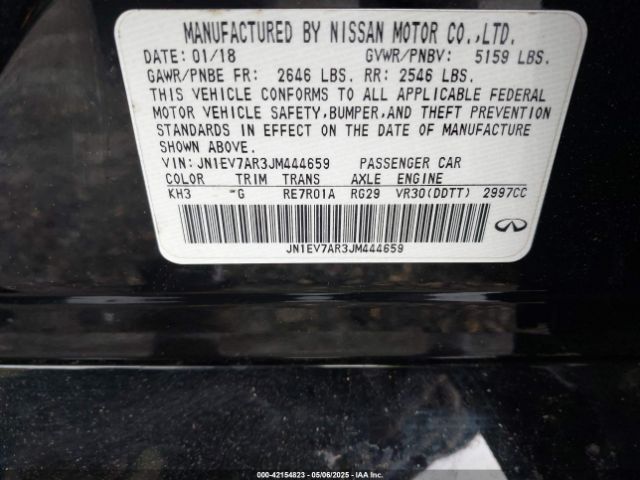 MANUFACTURED BY NISSAN MOTOR CO.,LTD.
DATE: 01/18 GVWR/PNBV: 5159 LBS.
GAWR/PNBE FR: 2646 LBS. RR: 2546 LBS.
THIS VEHICLE CONFORMS TO ALL APPLICABLE FEDERAL
MOTOR VEHICLE SAFETY,BUMPER,AND THEFT PREVENTION
STANDARDS IN EFFECT ON THE DATE OF MANUFACTURE
SHOWN ABOVE.
VIN: JN1EV7AR3JM444659 PASSENGER CAR
COLOR TRIM TRANS AXLE ENGINE
KH3 *G RE7R01A RG29 VR30(DDTT) 2997CC
JN1EV7AR3JM444659
000-42154823 | 05/06/2025 | IAA Inc.